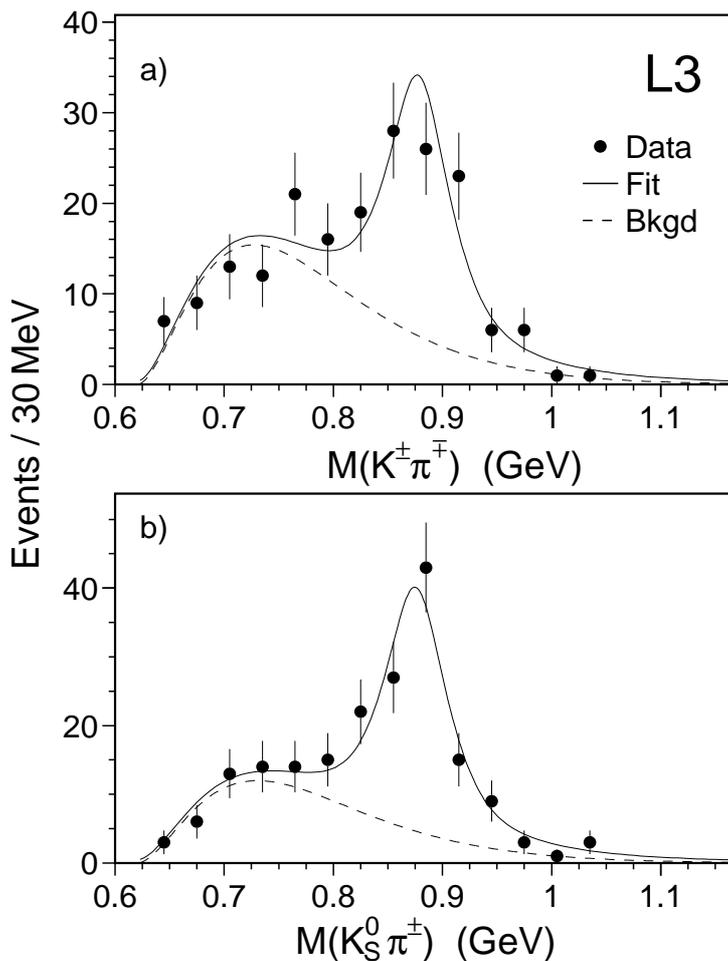 40
a)
L3
30
Data
Fit
20
Bkgd
10
0
0.6 0.7 0.8 0.9 1 1.1
M(K±π∓) (GeV)
Events / 30 MeV
b)
40
20
0
0.6 0.7 0.8 0.9 1 1.1
M(K⁰Sπ±) (GeV)